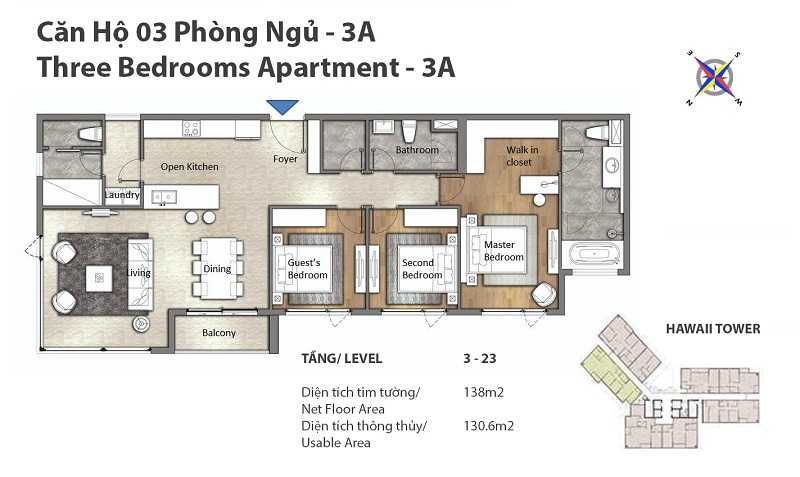 Căn Hộ 03 Phòng Ngủ - 3A
Three Bedrooms Apartment - 3A
E
S
N
W
Open Kitchen
Foyer
Bathroom
Walk in
closet
Laundry
Living
Dining
Guest's
Bedroom
Second
Bedroom
Master
Bedroom
Balcony
HAWAII TOWER
TẦNG/ LEVEL 3 - 23
Diện tích tim tường/ 138m2
Net Floor Area
Diện tích thông thủy/ 130.6m2
Usable Area